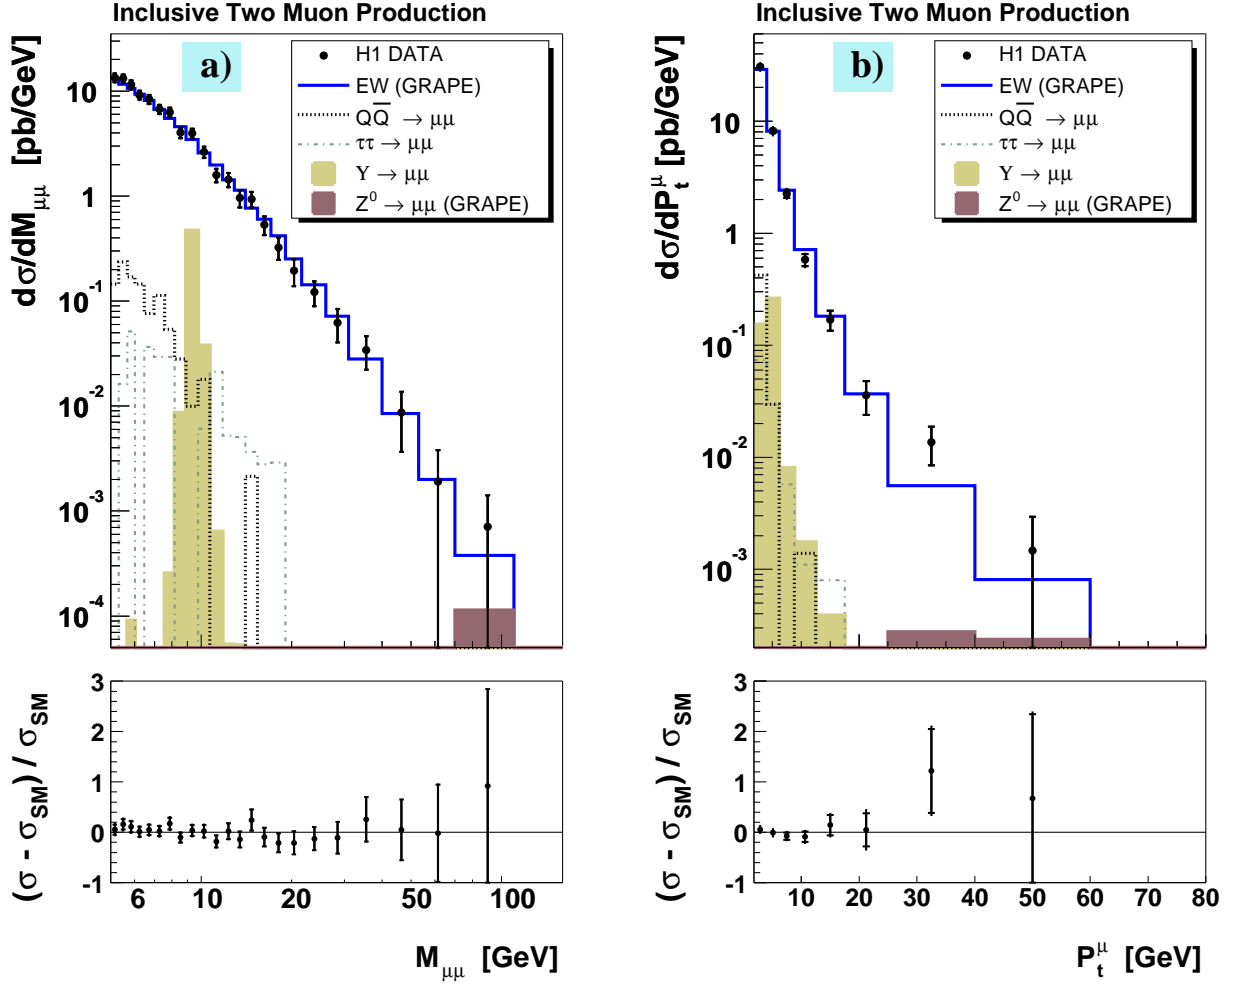 Inclusive Two Muon Production
a)
H1 DATA
EW (GRAPE)
QQ̅ → μμ
ττ → μμ
Υ → μμ
Z⁰ → μμ (GRAPE)
dσ/dM_μμ [pb/GeV]
10
1
10⁻¹
10⁻²
10⁻³
10⁻⁴
(σ - σ_SM) / σ_SM
3
2
1
0
-1
6 10 20 50 100
M_μμ [GeV]
Inclusive Two Muon Production
b)
H1 DATA
EW (GRAPE)
QQ̅ → μμ
ττ → μμ
Υ → μμ
Z⁰ → μμ (GRAPE)
dσ/dP_t^μ [pb/GeV]
10
1
10⁻¹
10⁻²
10⁻³
(σ - σ_SM) / σ_SM
3
2
1
0
-1
10 20 30 40 50 60 70 80
P_t^μ [GeV]